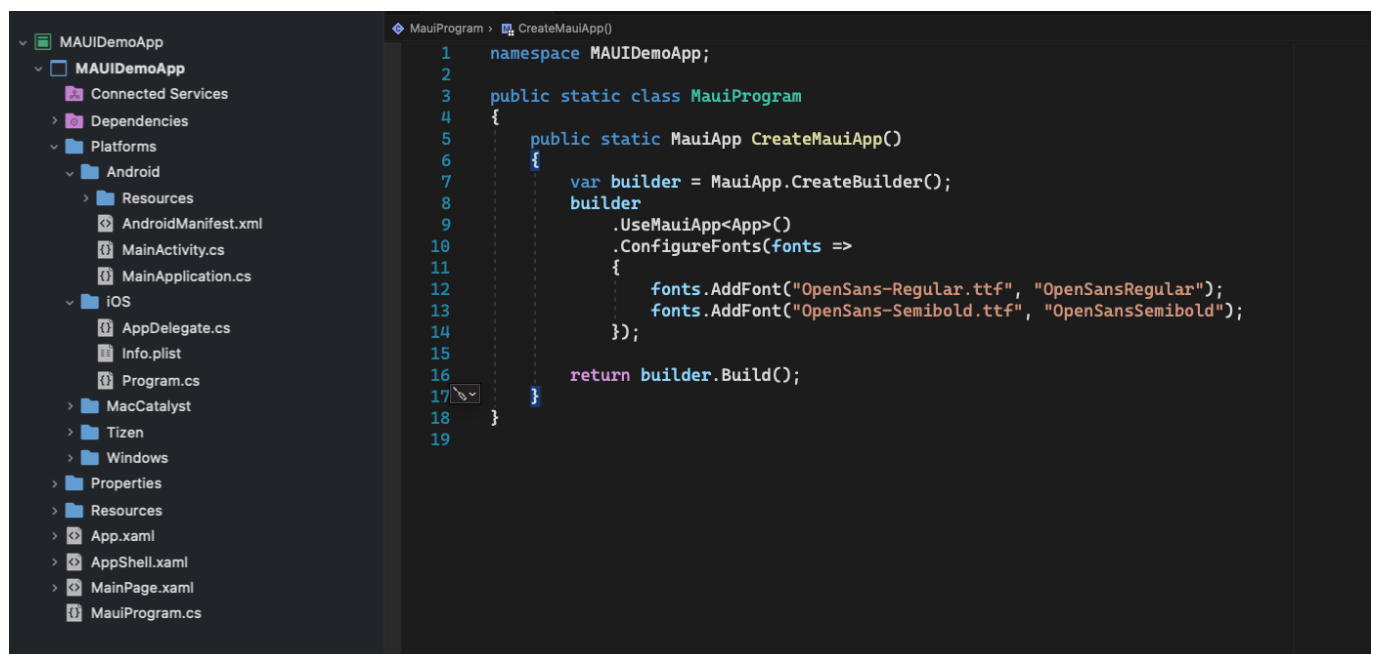 MAUIDemoApp
MAUIDemoApp
Connected Services
Dependencies
Platforms
Android
Resources
AndroidManifest.xml
MainActivity.cs
MainApplication.cs
iOS
AppDelegate.cs
Info.plist
Program.cs
MacCatalyst
Tizen
Windows
Properties
Resources
App.xaml
AppShell.xaml
MainPage.xaml
MauiProgram.cs
MauiProgram › CreateMauiApp()
1 namespace MAUIDemoApp;
2
3 public static class MauiProgram
4 {
5     public static MauiApp CreateMauiApp()
6     {
7         var builder = MauiApp.CreateBuilder();
8         builder
9             .UseMauiApp<App>()
10             .ConfigureFonts(fonts =>
11             {
12                 fonts.AddFont("OpenSans-Regular.ttf", "OpenSansRegular");
13                 fonts.AddFont("OpenSans-Semibold.ttf", "OpenSansSemibold");
14             });
15
16         return builder.Build();
17     }
18 }
19